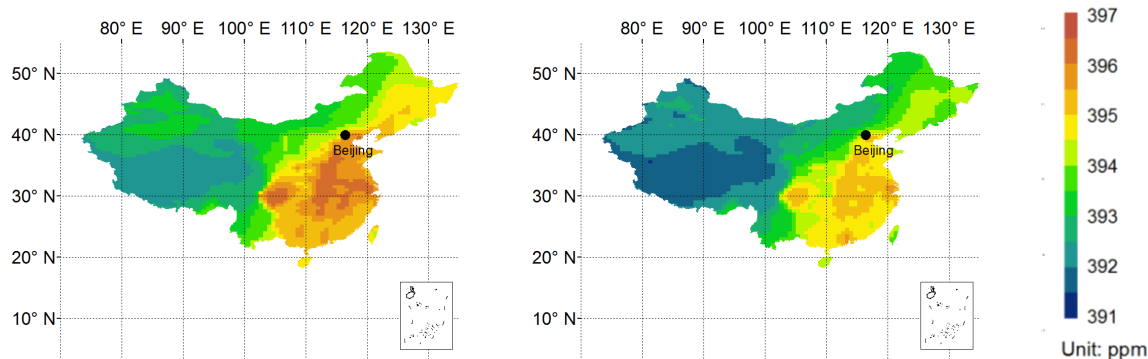 80° E 90° E 100° E 110° E 120° E 130° E
50° N
40° N
30° N
20° N
10° N
Beijing
80° E 90° E 100° E 110° E 120° E 130° E
50° N
40° N
30° N
20° N
10° N
Beijing
397
396
395
394
393
392
391
Unit: ppm